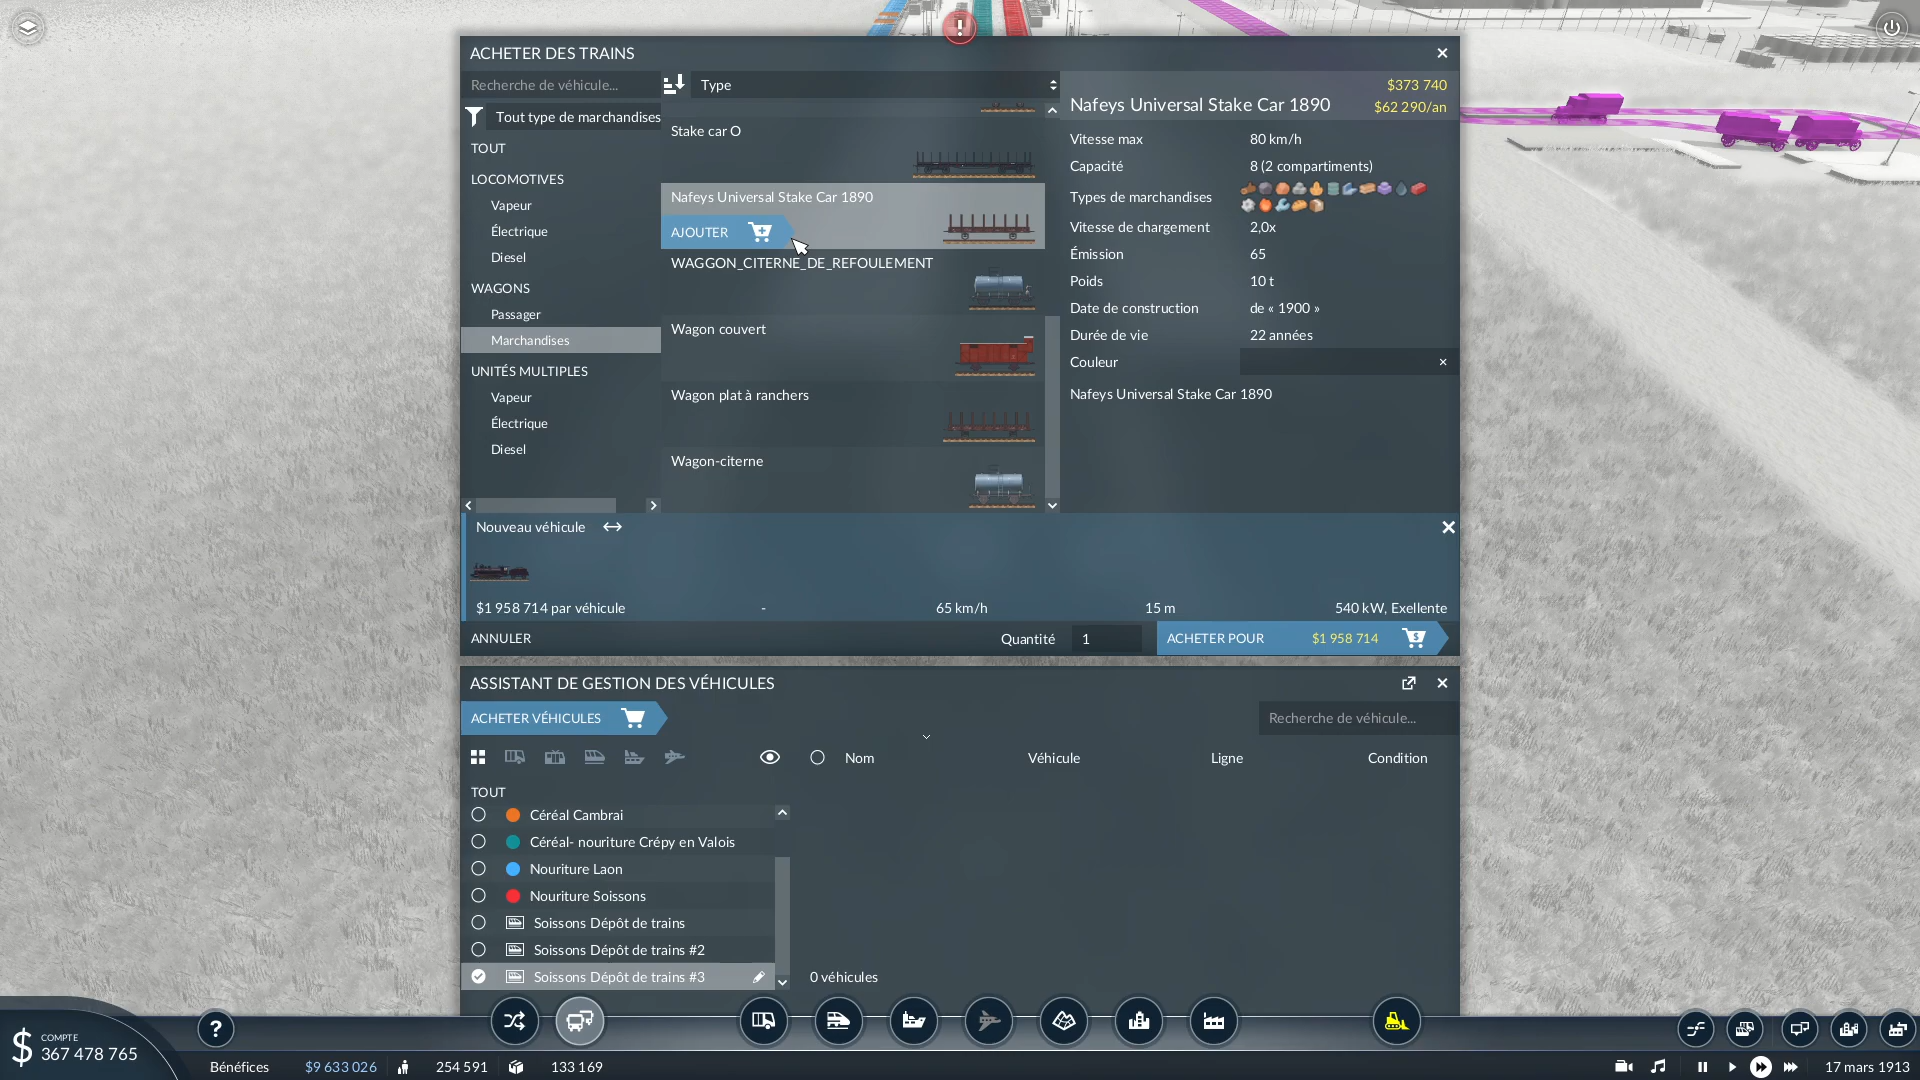 ACHETER DES TRAINS
Recherche de véhicule...
Type
Tout type de marchandises
TOUT
LOCOMOTIVES
Vapeur
Électrique
Diesel
WAGONS
Passager
Marchandises
UNITÉS MULTIPLES
Vapeur
Électrique
Diesel
Stake car O
Nafeys Universal Stake Car 1890
AJOUTER
WAGGON_CITERNE_DE_REFOULEMENT
Wagon couvert
Wagon plat à ranchers
Wagon-citerne
$373 740
Nafeys Universal Stake Car 1890
$62 290/an
Vitesse max 80 km/h
Capacité 8 (2 compartiments)
Types de marchandises
Vitesse de chargement 2,0x
Émission 65
Poids 10 t
Date de construction de « 1900 »
Durée de vie 22 années
Couleur
Nafeys Universal Stake Car 1890
Nouveau véhicule
$1 958 714 par véhicule - 65 km/h 15 m 540 kW, Exellente
ANNULER Quantité 1 ACHETER POUR $1 958 714
ASSISTANT DE GESTION DES VÉHICULES
ACHETER VÉHICULES
Recherche de véhicule...
Nom Véhicule Ligne Condition
TOUT
Céréal Cambrai
Céréal- nouriture Crépy en Valois
Nouriture Laon
Nouriture Soissons
Soissons Dépôt de trains
Soissons Dépôt de trains #2
Soissons Dépôt de trains #3
0 véhicules
?
$ COMPTE
367 478 765
Bénéfices $9 633 026 254 591 133 169
17 mars 1913